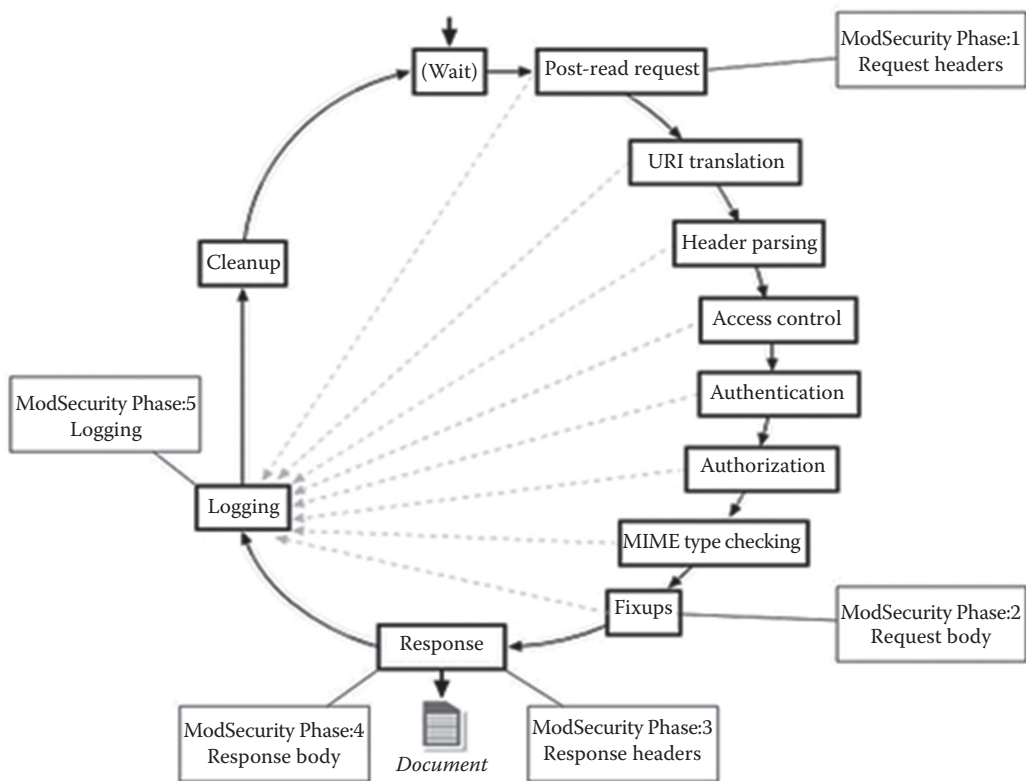 (Wait)
Post-read request
ModSecurity Phase:1
Request headers
URI translation
Header parsing
Cleanup
Access control
ModSecurity Phase:5
Logging
Authentication
Authorization
Logging
MIME type checking
Fixups
ModSecurity Phase:2
Request body
Response
ModSecurity Phase:4
Response body
Document
ModSecurity Phase:3
Response headers